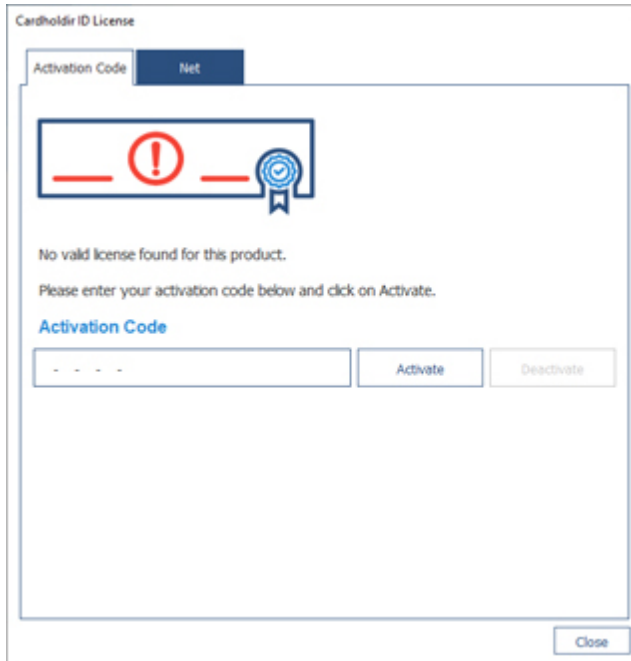 Cardholdir ID License
Activation Code Net
No valid license found for this product.
Please enter your activation code below and click on Activate.
Activation Code
- - - - Activate Deactivate
Close